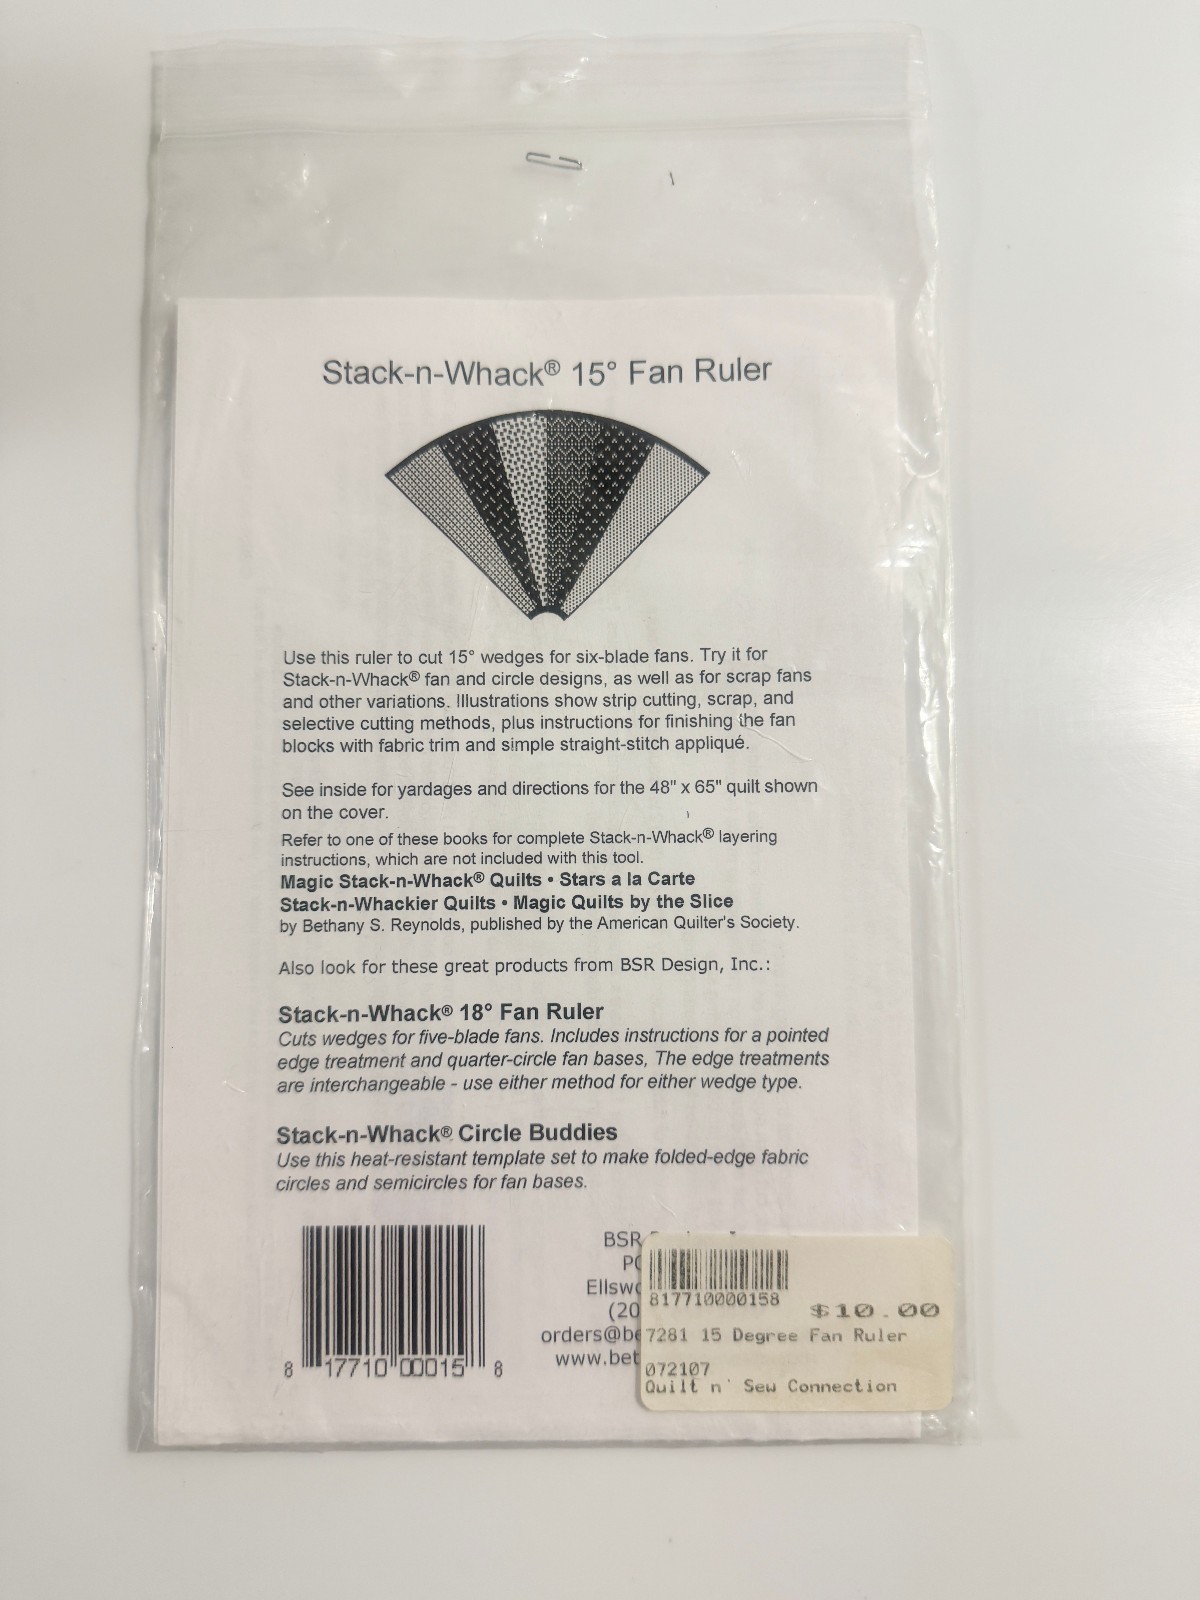 Stack-n-Whack® 15° Fan Ruler
Use this ruler to cut 15° wedges for six-blade fans. Try it for
Stack-n-Whack® fan and circle designs, as well as for scrap fans
and other variations. Illustrations show strip cutting, scrap, and
selective cutting methods, plus instructions for finishing the fan
blocks with fabric trim and simple straight-stitch appliqué.
See inside for yardages and directions for the 48" x 65" quilt shown
on the cover.
Refer to one of these books for complete Stack-n-Whack® layering
instructions, which are not included with this tool.
Magic Stack-n-Whack® Quilts • Stars a la Carte
Stack-n-Whackier Quilts • Magic Quilts by the Slice
by Bethany S. Reynolds, published by the American Quilter's Society.
Also look for these great products from BSR Design, Inc.:
Stack-n-Whack® 18° Fan Ruler
Cuts wedges for five-blade fans. Includes instructions for a pointed
edge treatment and quarter-circle fan bases, The edge treatments
are interchangeable - use either method for either wedge type.
Stack-n-Whack® Circle Buddies
Use this heat-resistant template set to make folded-edge fabric
circles and semicircles for fan bases.
8 17710 00015 8
BSR
PO
Ellswo
(20
orders@be
www.bet
817710000158
$10.00
7281 15 Degree Fan Ruler
072107
Quilt n' Sew Connection